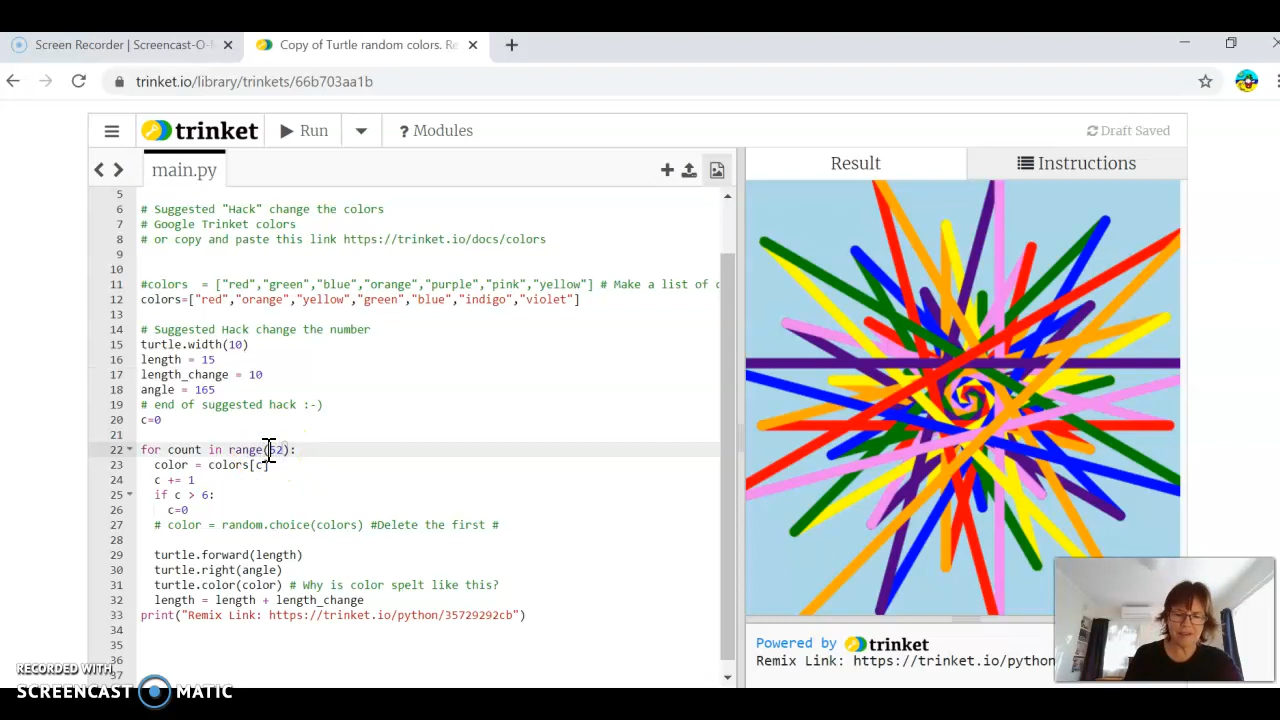 Screen Recorder | Screencast-O-
Copy of Turtle random colors. Re
trinket.io/library/trinkets/66b703aa1b
trinket
Run
? Modules
Draft Saved
main.py
Result
Instructions
5
6 # Suggested "Hack" change the colors
7 # Google Trinket colors
8 # or copy and paste this link https://trinket.io/docs/colors
9
10
11 #colors = ["red","green","blue","orange","purple","pink","yellow"] # Make a list of c
12 colors=["red","orange","yellow","green","blue","indigo","violet"]
13
14 # Suggested Hack change the number
15 turtle.width(10)
16 length = 15
17 length_change = 10
18 angle = 165
19 # end of suggested hack :-)
20 c=0
21
22 for count in range(52):
23 color = colors[c]
24 c += 1
25 if c > 6:
26 c=0
27 # color = random.choice(colors) #Delete the first #
28
29 turtle.forward(length)
30 turtle.right(angle)
31 turtle.color(color) # Why is color spelt like this?
32 length = length + length_change
33 print("Remix Link: https://trinket.io/python/35729292cb")
34
35
36
37
Powered by trinket
Remix Link: https://trinket.io/python
RECORDED WITH
SCREENCAST MATIC